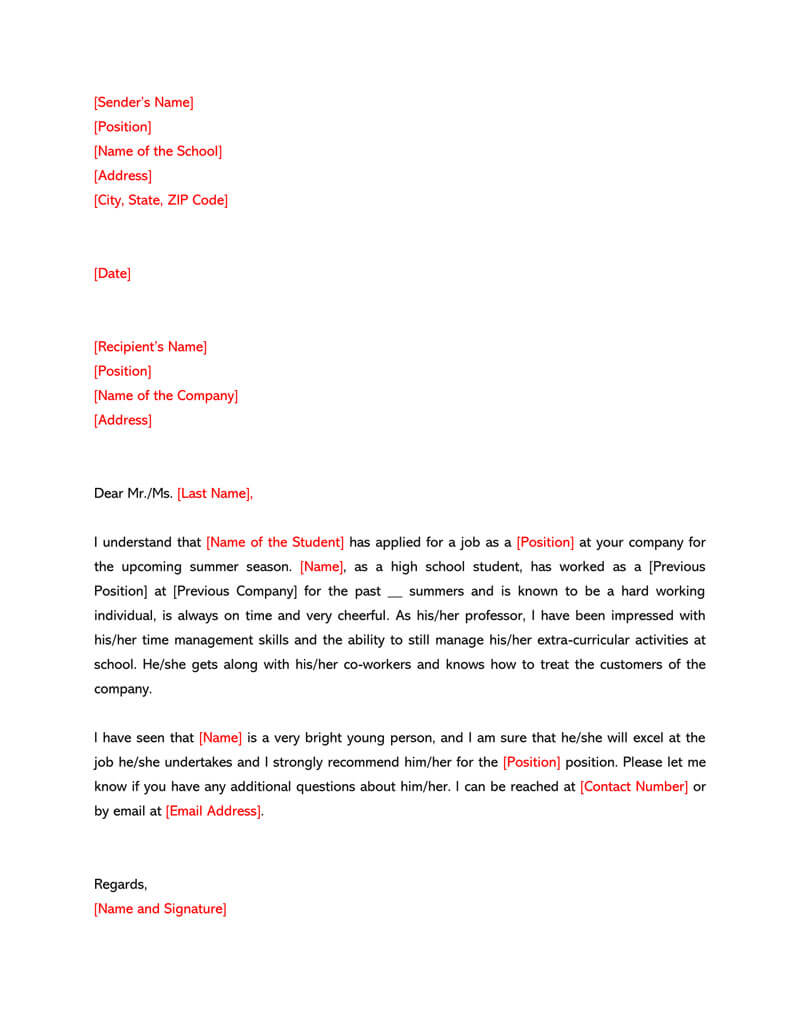 [Sender's Name]
[Position]
[Name of the School]
[Address]
[City, State, ZIP Code]
[Date]
[Recipient's Name]
[Position]
[Name of the Company]
[Address]
Dear Mr./Ms. [Last Name],
I understand that [Name of the Student] has applied for a job as a [Position] at your company for
the upcoming summer season. [Name], as a high school student, has worked as a [Previous
Position] at [Previous Company] for the past __ summers and is known to be a hard working
individual, is always on time and very cheerful. As his/her professor, I have been impressed with
his/her time management skills and the ability to still manage his/her extra-curricular activities at
school. He/she gets along with his/her co-workers and knows how to treat the customers of the
company.
I have seen that [Name] is a very bright young person, and I am sure that he/she will excel at the
job he/she undertakes and I strongly recommend him/her for the [Position] position. Please let me
know if you have any additional questions about him/her. I can be reached at [Contact Number] or
by email at [Email Address].
Regards,
[Name and Signature]